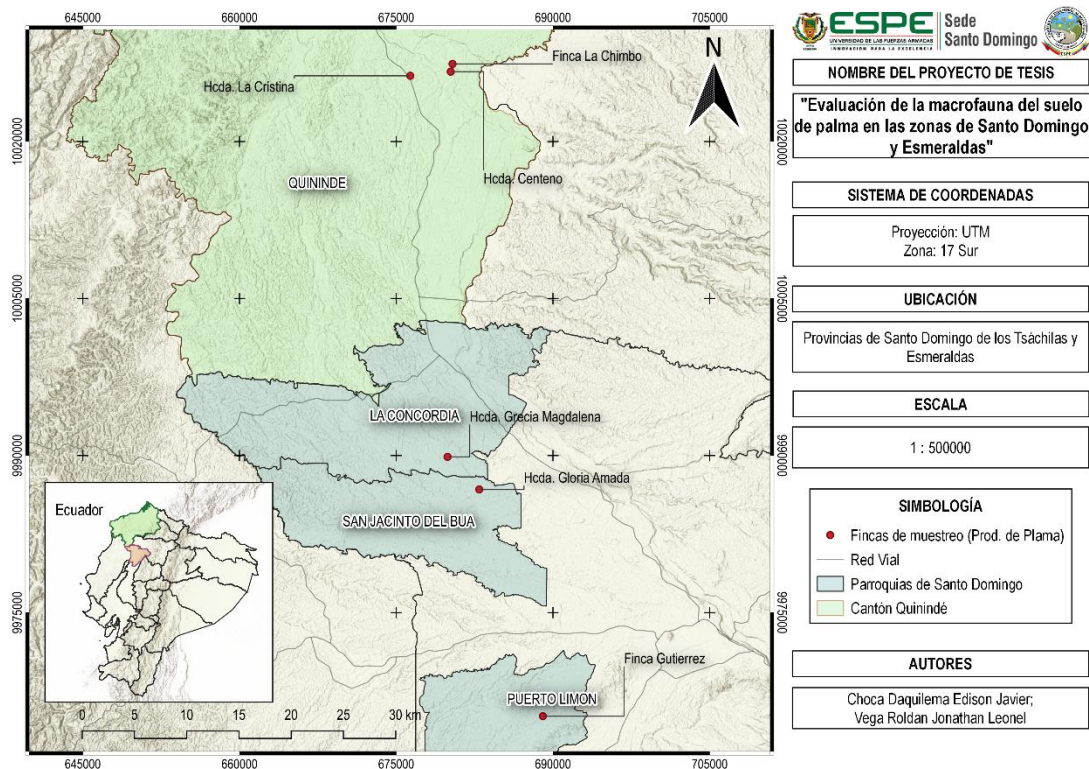 645000
660000
675000
690000
705000
10020000
10005000
9990000
9975000
10020000
10005000
9990000
9975000
N
Finca La Chimbo
Hcda. La Cristina
Hcda. Centeno
QUININDE
LA CONCORDIA
Hcda. Grecia Magdalena
Hcda. Gloria Amada
SAN JACINTO DEL BUA
Finca Gutierrez
PUERTO LIMON
Ecuador
0 5 10 15 20 25 30 km
645000
660000
675000
690000
705000
ESPE
UNIVERSIDAD DE LAS FUERZAS ARMADAS
INNOVACIÓN PARA LA EXCELENCIA
Sede
Santo Domingo
NOMBRE DEL PROYECTO DE TESIS
"Evaluación de la macrofauna del suelo
de palma en las zonas de Santo Domingo
y Esmeraldas"
SISTEMA DE COORDENADAS
Proyección: UTM
Zona: 17 Sur
UBICACIÓN
Provincias de Santo Domingo de los Tsáchilas y
Esmeraldas
ESCALA
1 : 500000
SIMBOLOGÍA
Fincas de muestreo (Prod. de Plama)
Red Vial
Parroquias de Santo Domingo
Cantón Quinindé
AUTORES
Choca Daquilema Edison Javier;
Vega Roldan Jonathan Leonel